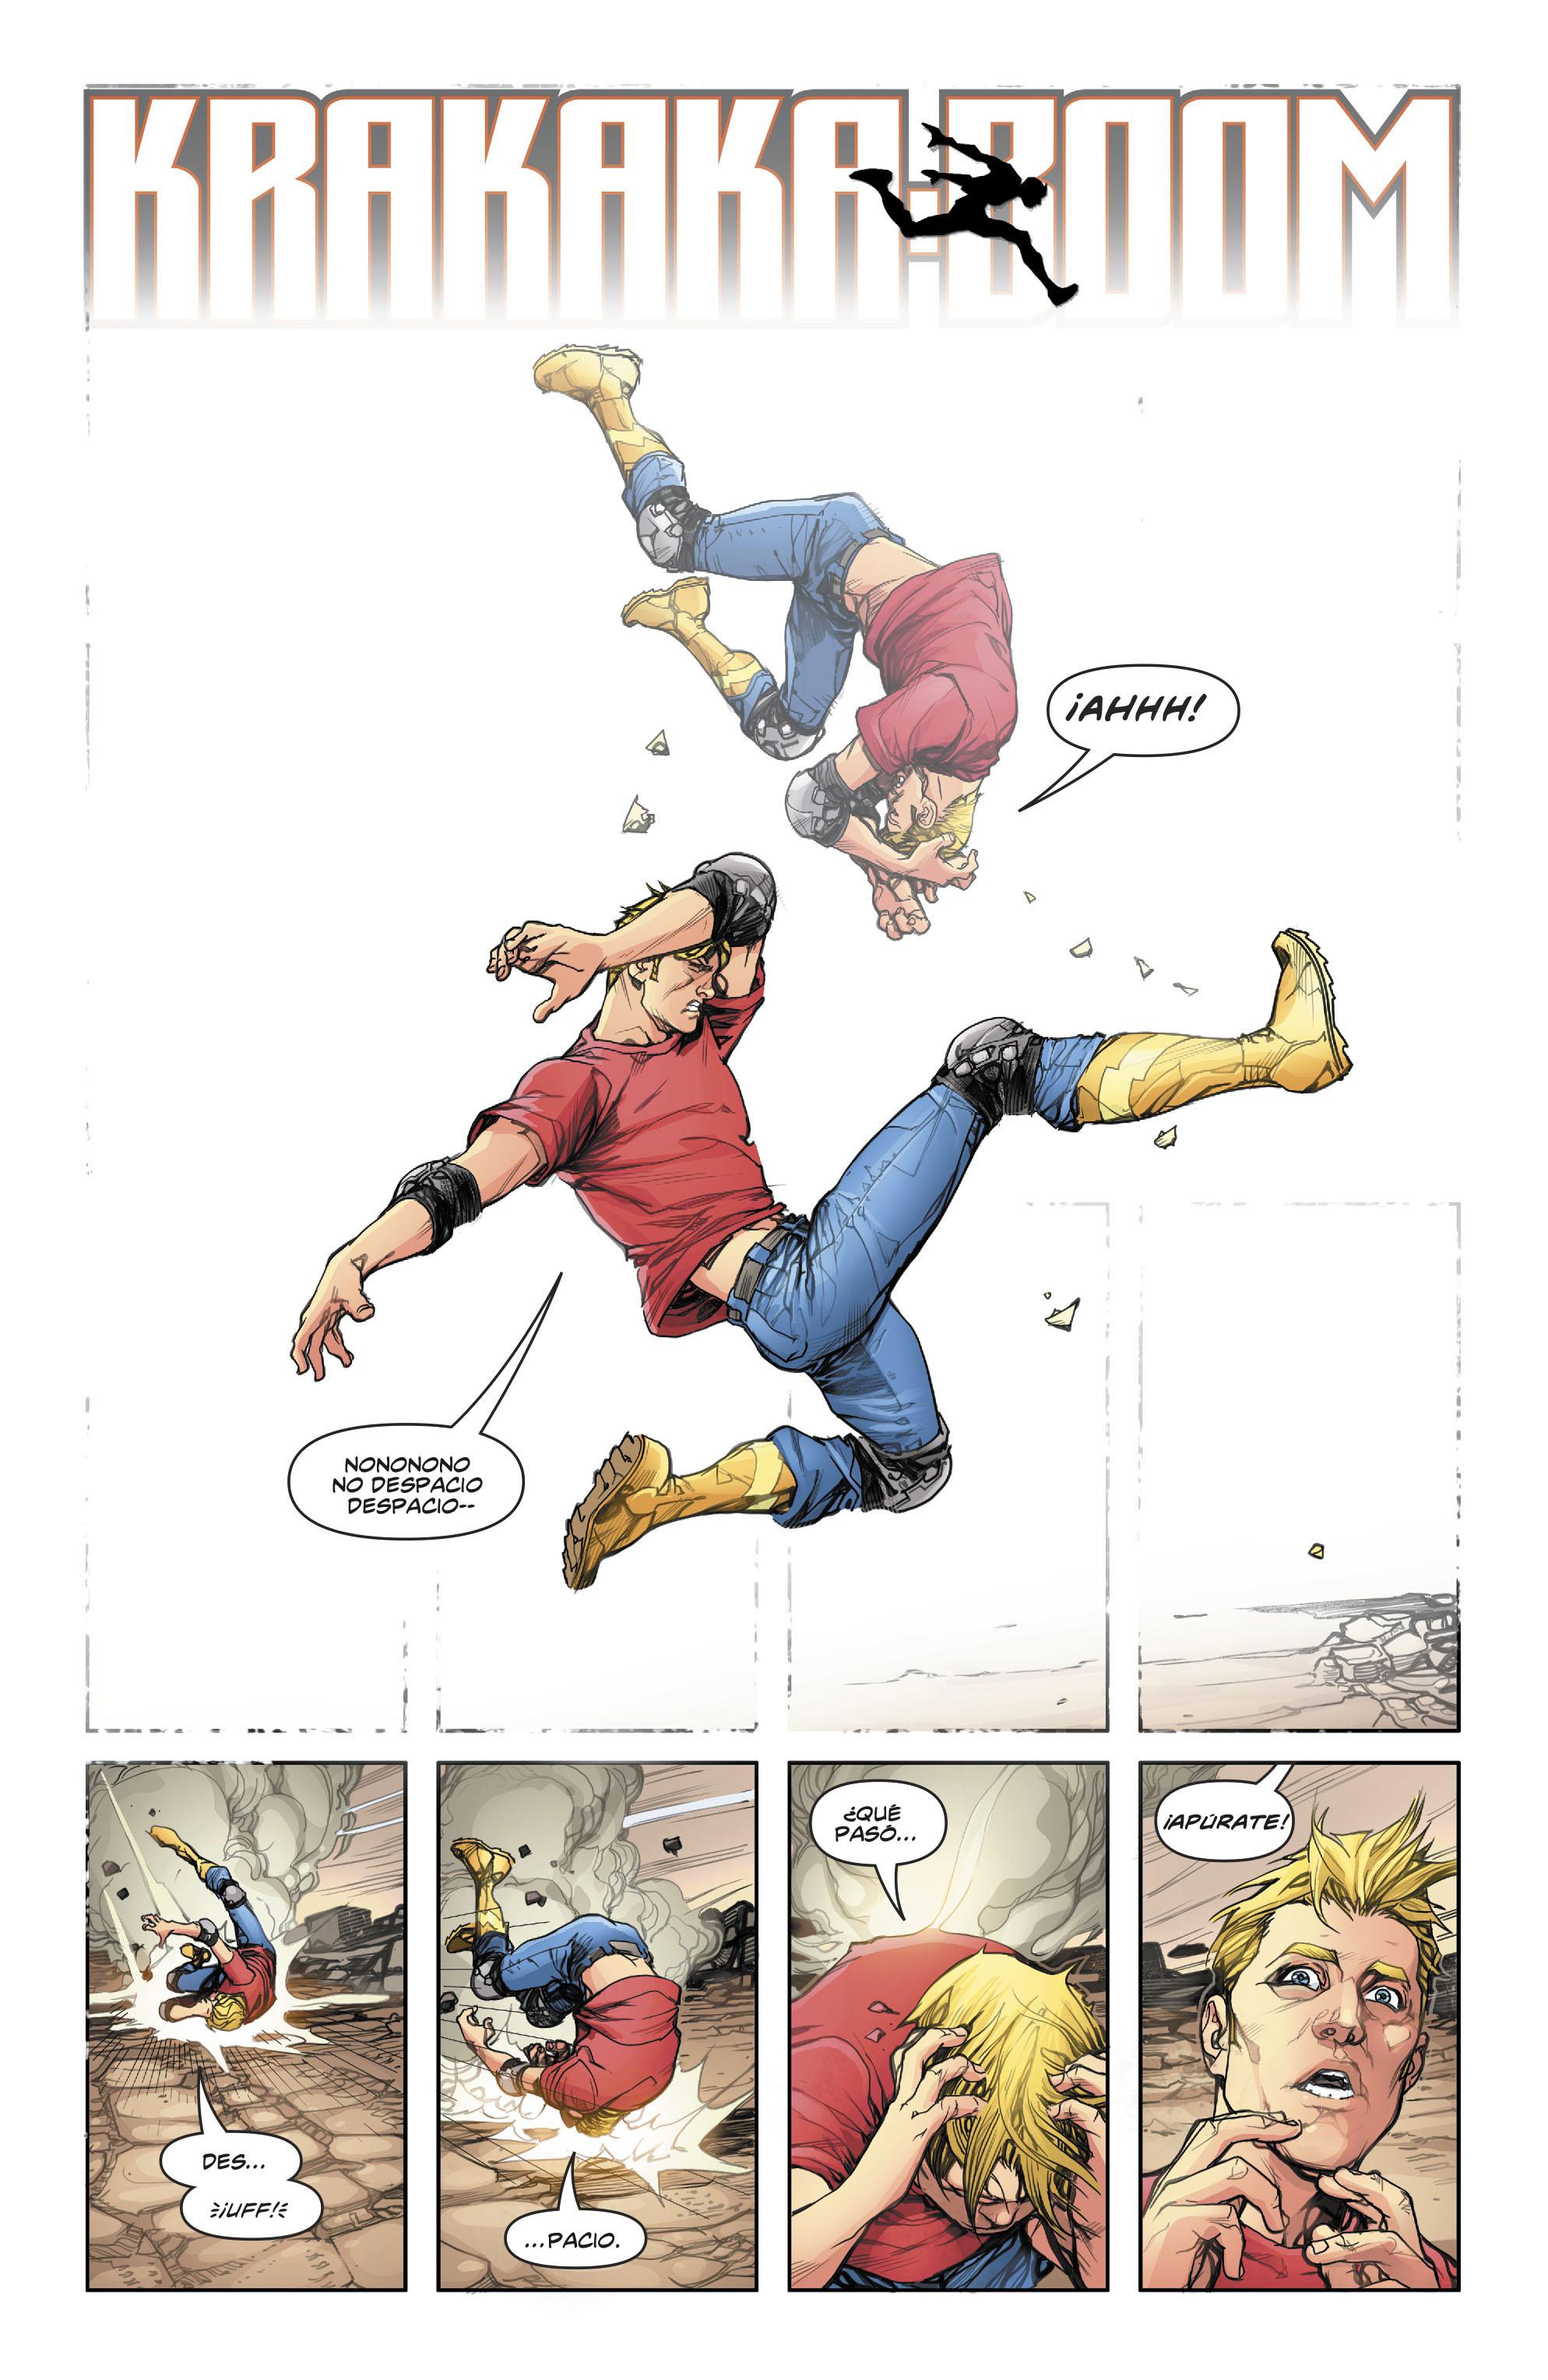 KRAKAKA-BOOM
¡AHHH!
NONONONO
NO DESPACIO
DESPACIO--
DES...
¡UFF!
...PACIO.
¿QUÉ
PASÓ...
¡APÚRATE!